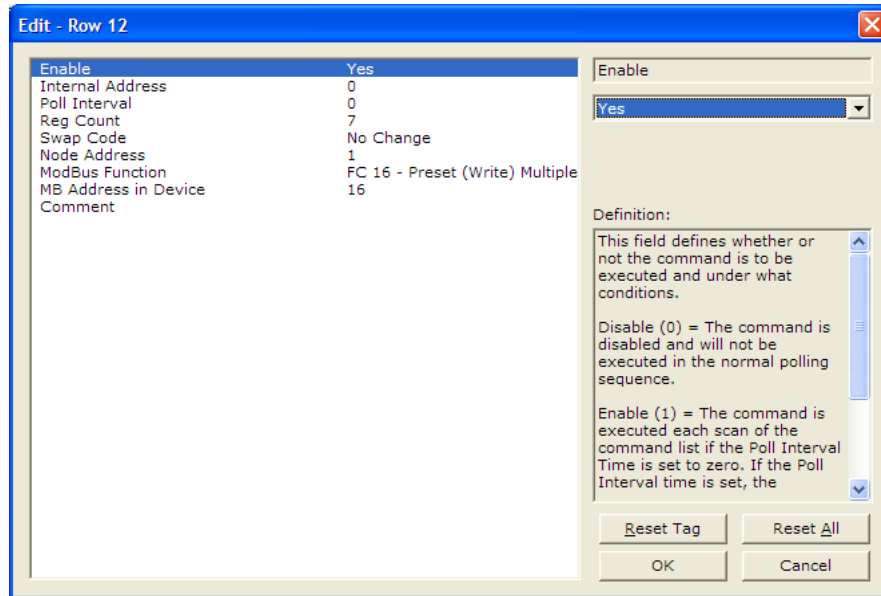 Edit - Row 12
Enable Yes
Internal Address 0
Poll Interval 0
Reg Count 7
Swap Code No Change
Node Address 1
ModBus Function FC 16 - Preset (Write) Multiple
MB Address in Device 16
Comment
Enable
Yes
Definition:
This field defines whether or
not the command is to be
executed and under what
conditions.
Disable (0) = The command is
disabled and will not be
executed in the normal polling
sequence.
Enable (1) = The command is
executed each scan of the
command list if the Poll Interval
Time is set to zero. If the Poll
Interval time is set, the
Reset Tag Reset All
OK Cancel